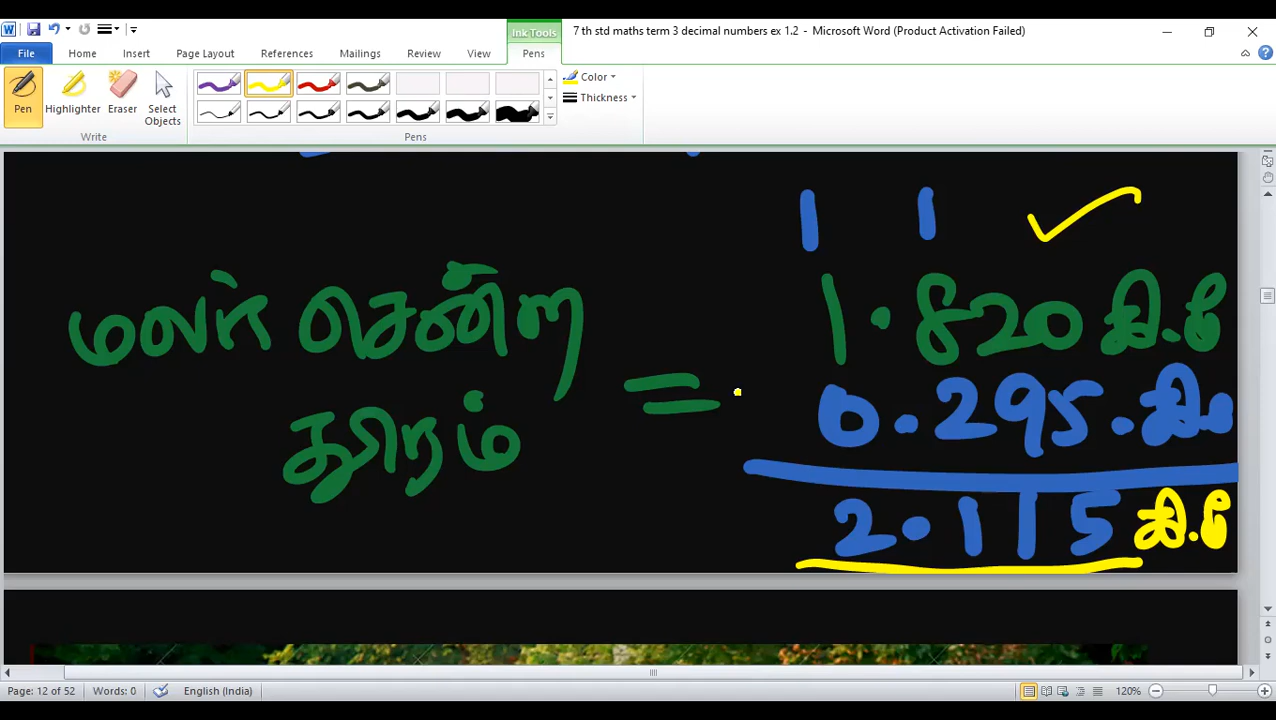 7 th std maths term 3 decimal numbers ex 1.2 - Microsoft Word (Product Activation Failed)
Ink Tools
File Home Insert Page Layout References Mailings Review View Pens
Pen Highlighter Eraser Select Objects
Color
Thickness
Write
Pens
1 1
மலர் சென்ற
தூரம்
= 1.820 கி.மீ
0.295.கி.
2.115 கி.மீ
Page: 12 of 52 Words: 0 English (India) 120%